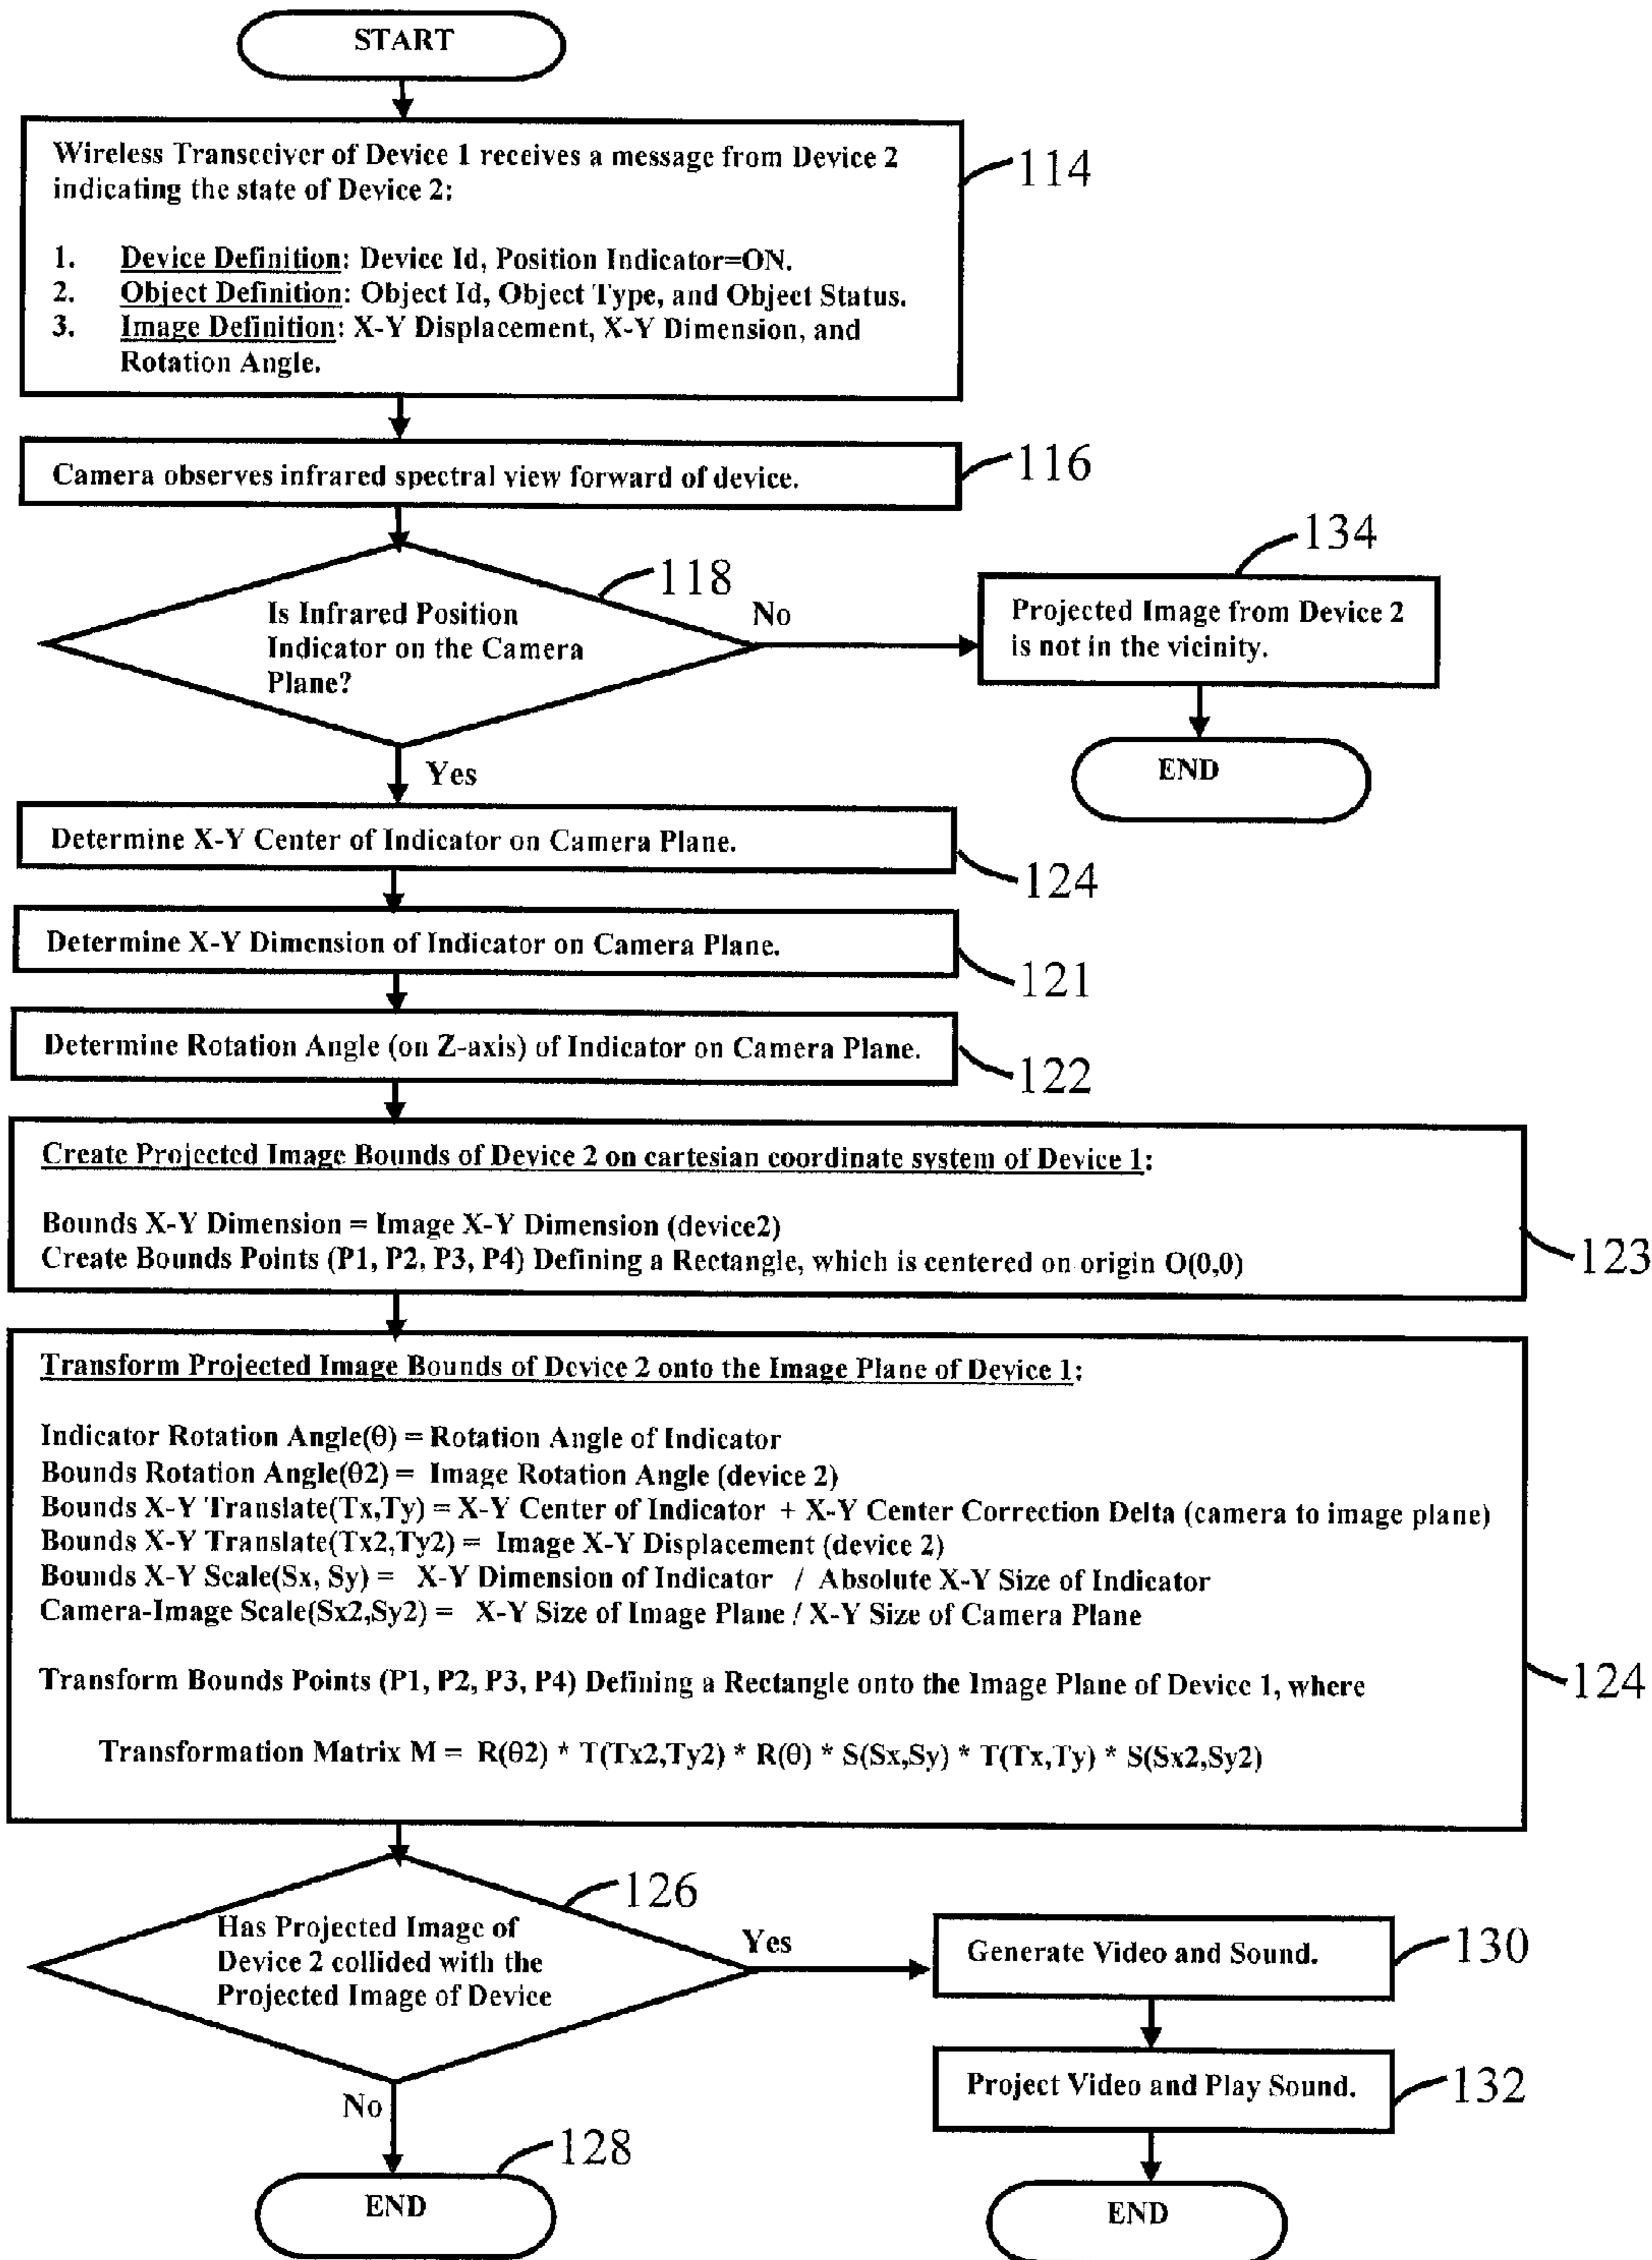 START
Wireless Transceiver of Device 1 receives a message from Device 2
indicating the state of Device 2:
1. Device Definition: Device Id, Position Indicator=ON.
2. Object Definition: Object Id, Object Type, and Object Status.
3. Image Definition: X-Y Displacement, X-Y Dimension, and
Rotation Angle.
114
Camera observes infrared spectral view forward of device.
116
Is Infrared Position
Indicator on the Camera
Plane?
118
No
134
Projected Image from Device 2
is not in the vicinity.
END
Yes
Determine X-Y Center of Indicator on Camera Plane.
124
Determine X-Y Dimension of Indicator on Camera Plane.
121
Determine Rotation Angle (on Z-axis) of Indicator on Camera Plane.
122
Create Projected Image Bounds of Device 2 on cartesian coordinate system of Device 1:
Bounds X-Y Dimension = Image X-Y Dimension (device2)
Create Bounds Points (P1, P2, P3, P4) Defining a Rectangle, which is centered on origin O(0,0)
123
Transform Projected Image Bounds of Device 2 onto the Image Plane of Device 1:
Indicator Rotation Angle(θ) = Rotation Angle of Indicator
Bounds Rotation Angle(θ2) = Image Rotation Angle (device 2)
Bounds X-Y Translate(Tx,Ty) = X-Y Center of Indicator + X-Y Center Correction Delta (camera to image plane)
Bounds X-Y Translate(Tx2,Ty2) = Image X-Y Displacement (device 2)
Bounds X-Y Scale(Sx, Sy) = X-Y Dimension of Indicator / Absolute X-Y Size of Indicator
Camera-Image Scale(Sx2,Sy2) = X-Y Size of Image Plane / X-Y Size of Camera Plane
Transform Bounds Points (P1, P2, P3, P4) Defining a Rectangle onto the Image Plane of Device 1, where
Transformation Matrix M = R(θ2) * T(Tx2,Ty2) * R(θ) * S(Sx,Sy) * T(Tx,Ty) * S(Sx2,Sy2)
124
Has Projected Image of
Device 2 collided with the
Projected Image of Device
126
Yes
Generate Video and Sound.
130
Project Video and Play Sound.
132
No
128
END
END